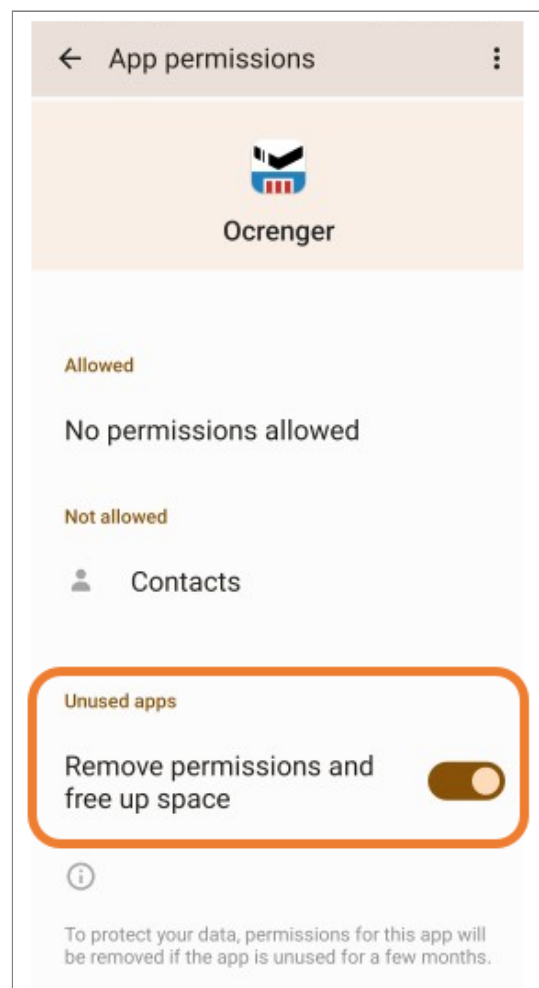 App permissions
Ocrenger
Allowed
No permissions allowed
Not allowed
Contacts
Unused apps
Remove permissions and
free up space
To protect your data, permissions for this app will
be removed if the app is unused for a few months.